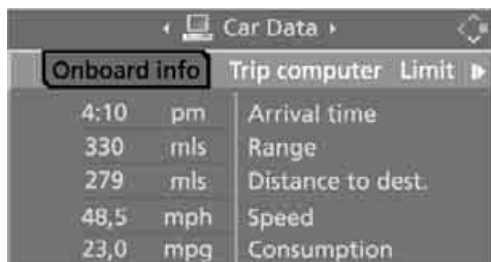 Car Data
Onboard info Trip computer Limit
4:10 pm Arrival time
330 mls Range
279 mls Distance to dest.
48,5 mph Speed
23,0 mpg Consumption